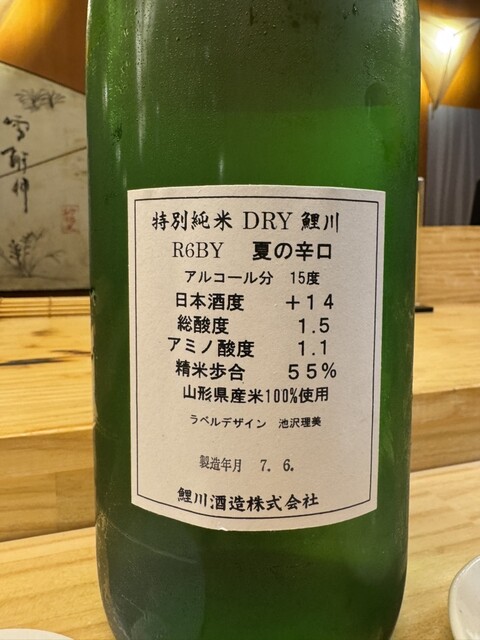 特別純米 DRY 鯉川
R6BY 夏の辛口
アルコール分 15度
日本酒度 +14
総酸度 1.5
アミノ酸度 1.1
精米歩合 55%
山形県産米100%使用
ラベルデザイン 池沢理美
製造年月 7. 6.
鯉川酒造株式会社